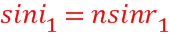 sini₁ = nsinr₁